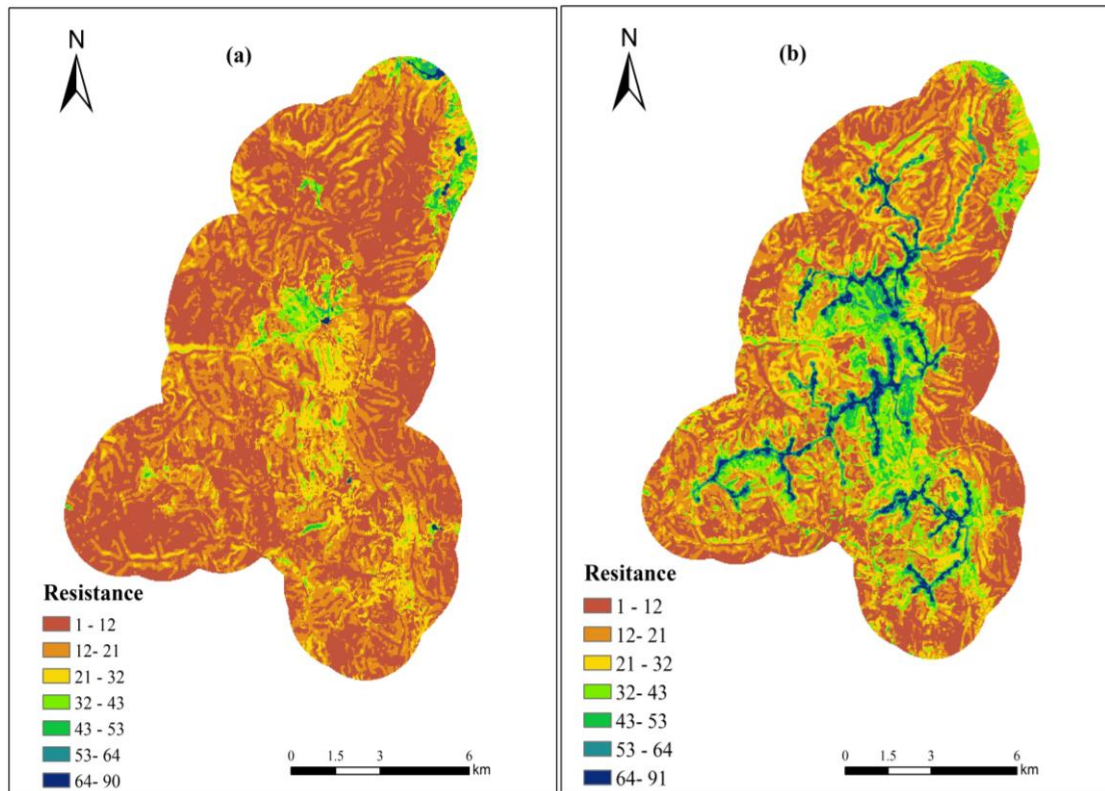 N
(a)
Resistance
1 - 12
12- 21
21 - 32
32 - 43
43 - 53
53- 64
64- 90
0 1.5 3 6
km
N
(b)
Resitance
1 - 12
12- 21
21 - 32
32- 43
43- 53
53 - 64
64- 91
0 1.5 3 6
km